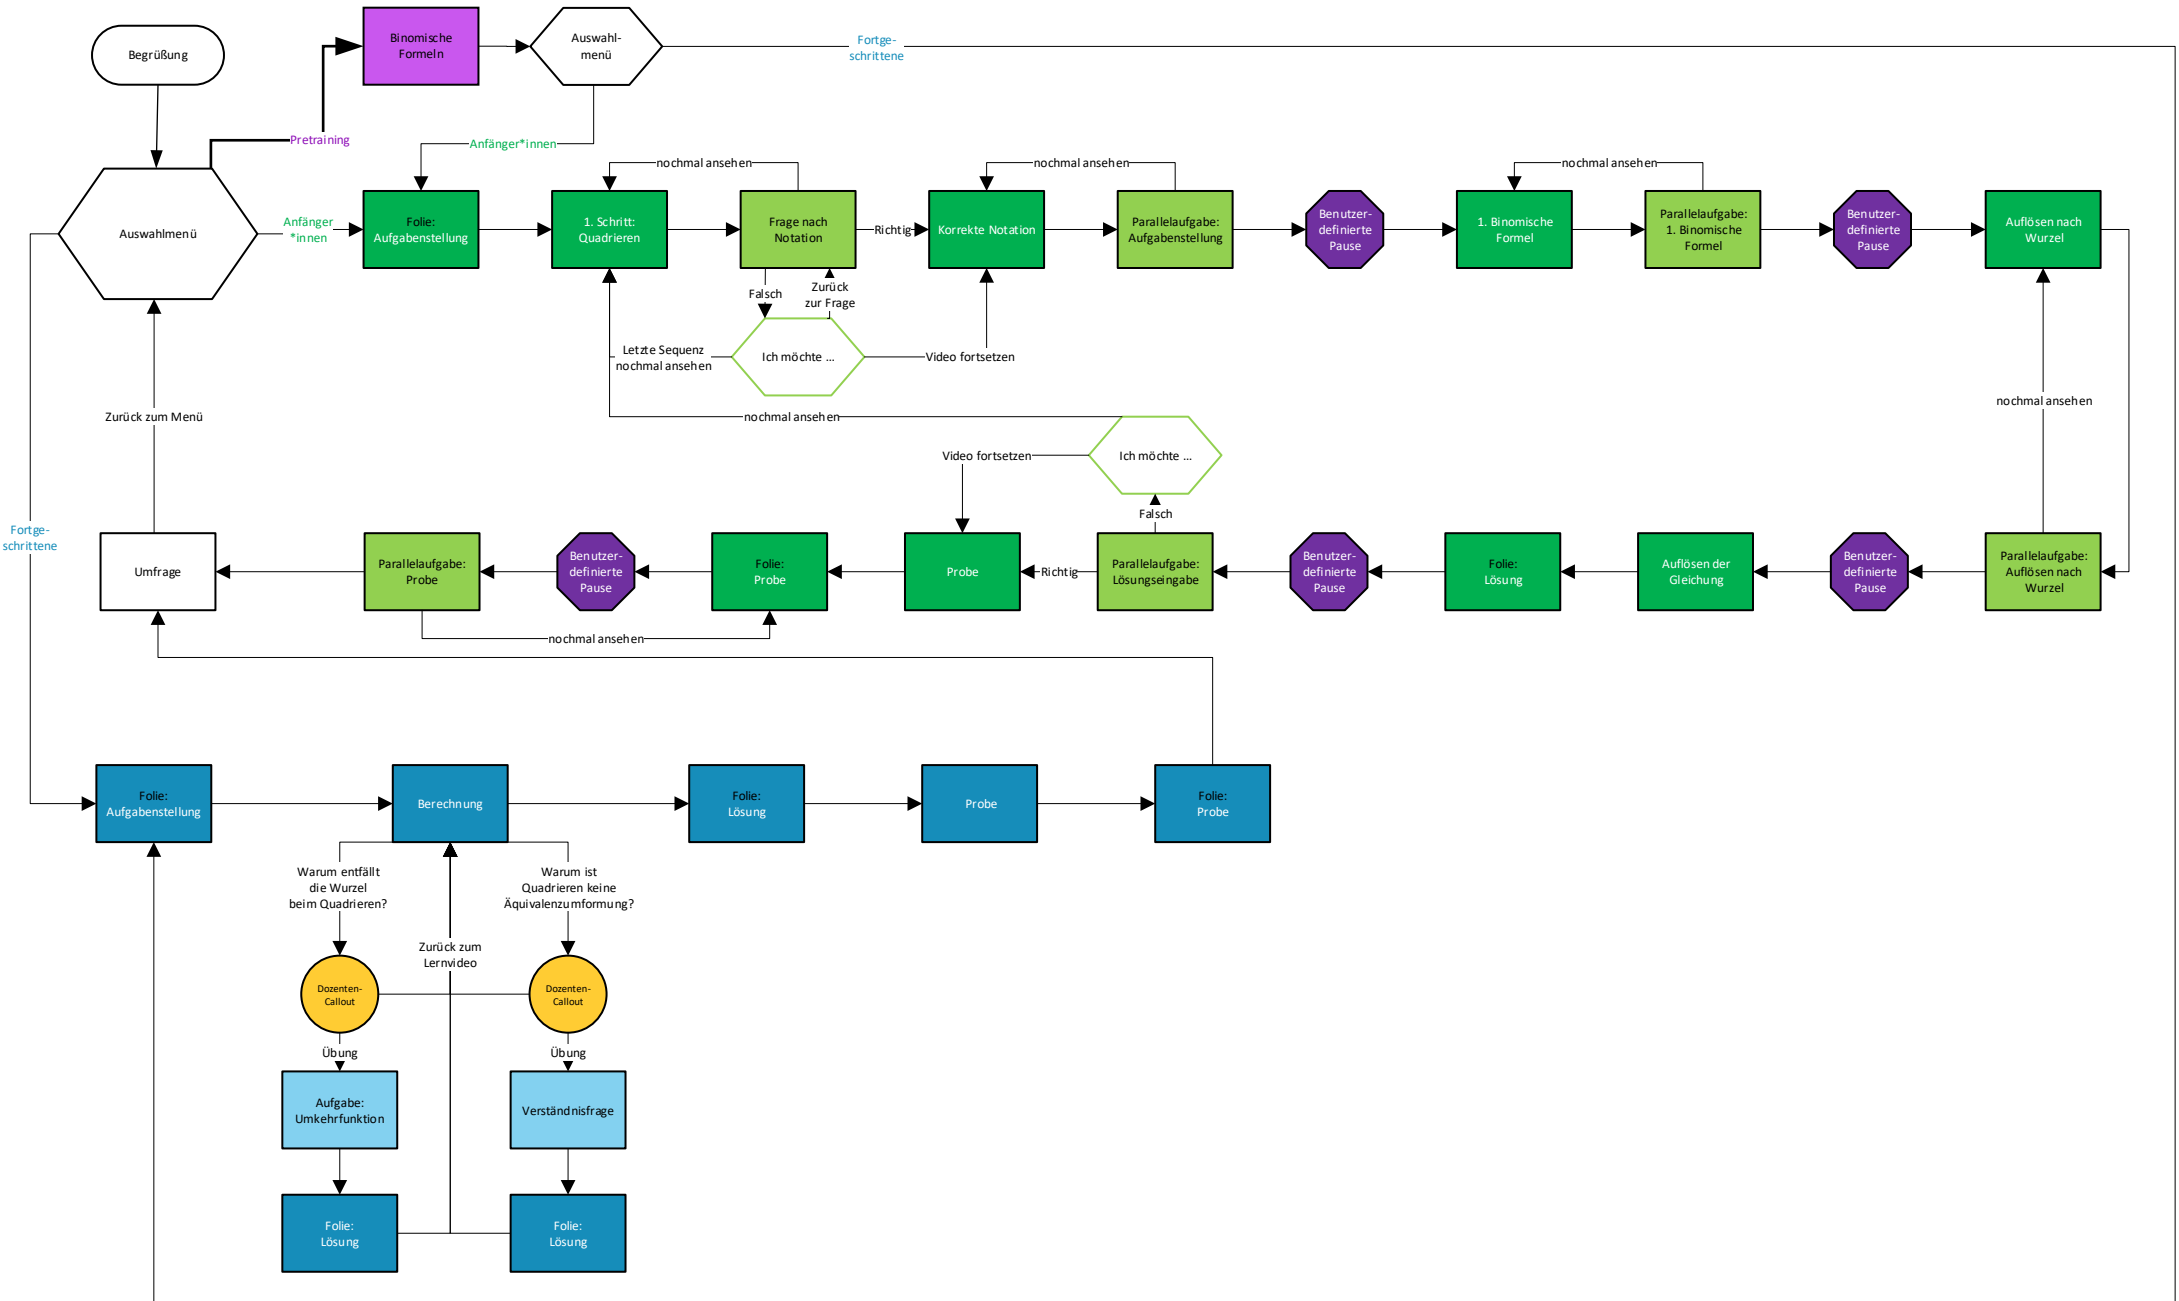 Begrüßung
Binomische
Formeln
Auswahl-
menü
Fortge-
schrittene
Pretraining
Anfänger*innen
nochmal ansehen
nochmal ansehen
nochmal ansehen
Auswahlmenü
Anfänger
*innen
Folie:
Aufgabenstellung
1. Schritt:
Quadrieren
Frage nach
Notation
Richtig
Korrekte Notation
Parallelaufgabe:
Aufgabenstellung
Benutzer-
definierte
Pause
1. Binomische
Formel
Parallelaufgabe:
1. Binomische
Formel
Benutzer-
definierte
Pause
Auflösen nach
Wurzel
Falsch
Zurück
zur Frage
Letzte Sequenz
nochmal ansehen
Ich möchte ...
Video fortsetzen
Zurück zum Menü
nochmal ansehen
nochmal ansehen
Video fortsetzen
Ich möchte ...
Falsch
Fortge-
schrittene
Umfrage
Parallelaufgabe:
Probe
Benutzer-
definierte
Pause
Folie:
Probe
Probe
Richtig
Parallelaufgabe:
Lösungseingabe
Benutzer-
definierte
Pause
Folie:
Lösung
Auflösen der
Gleichung
Benutzer-
definierte
Pause
Parallelaufgabe:
Auflösen nach
Wurzel
nochmal ansehen
Folie:
Aufgabenstellung
Berechnung
Folie:
Lösung
Probe
Folie:
Probe
Warum entfällt
die Wurzel
beim Quadrieren?
Warum ist
Quadrieren keine
Äquivalenzumformung?
Zurück zum
Lernvideo
Dozenten-
Callout
Dozenten-
Callout
Übung
Übung
Aufgabe:
Umkehrfunktion
Verständnisfrage
Folie:
Lösung
Folie:
Lösung